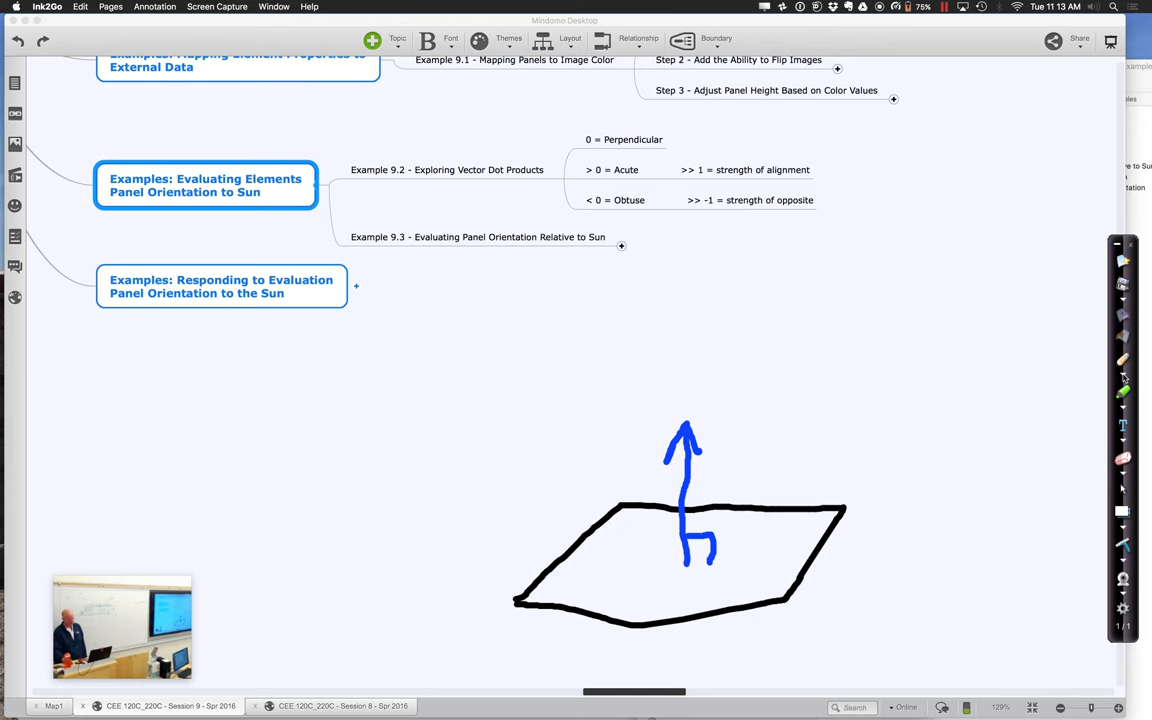 Ink2Go Edit Pages Annotation Screen Capture Window Help
75% Tue 11:13 AM
Mindomo Desktop
Topic Font Themes Layout Relationship Boundary Share
Examples: Mapping Element Properties to
External Data
Example 9.1 - Mapping Panels to Image Color
Step 2 - Add the Ability to Flip Images
Step 3 - Adjust Panel Height Based on Color Values
Examples: Evaluating Elements
Panel Orientation to Sun
Example 9.2 - Exploring Vector Dot Products
0 = Perpendicular
> 0 = Acute >> 1 = strength of alignment
< 0 = Obtuse >> -1 = strength of opposite
Example 9.3 - Evaluating Panel Orientation Relative to Sun
Examples: Responding to Evaluation
Panel Orientation to the Sun
T
1 / 1
Map1
CEE 120C_220C - Session 9 - Spr 2016
CEE 120C_220C - Session 8 - Spr 2016
Search
Online
129%